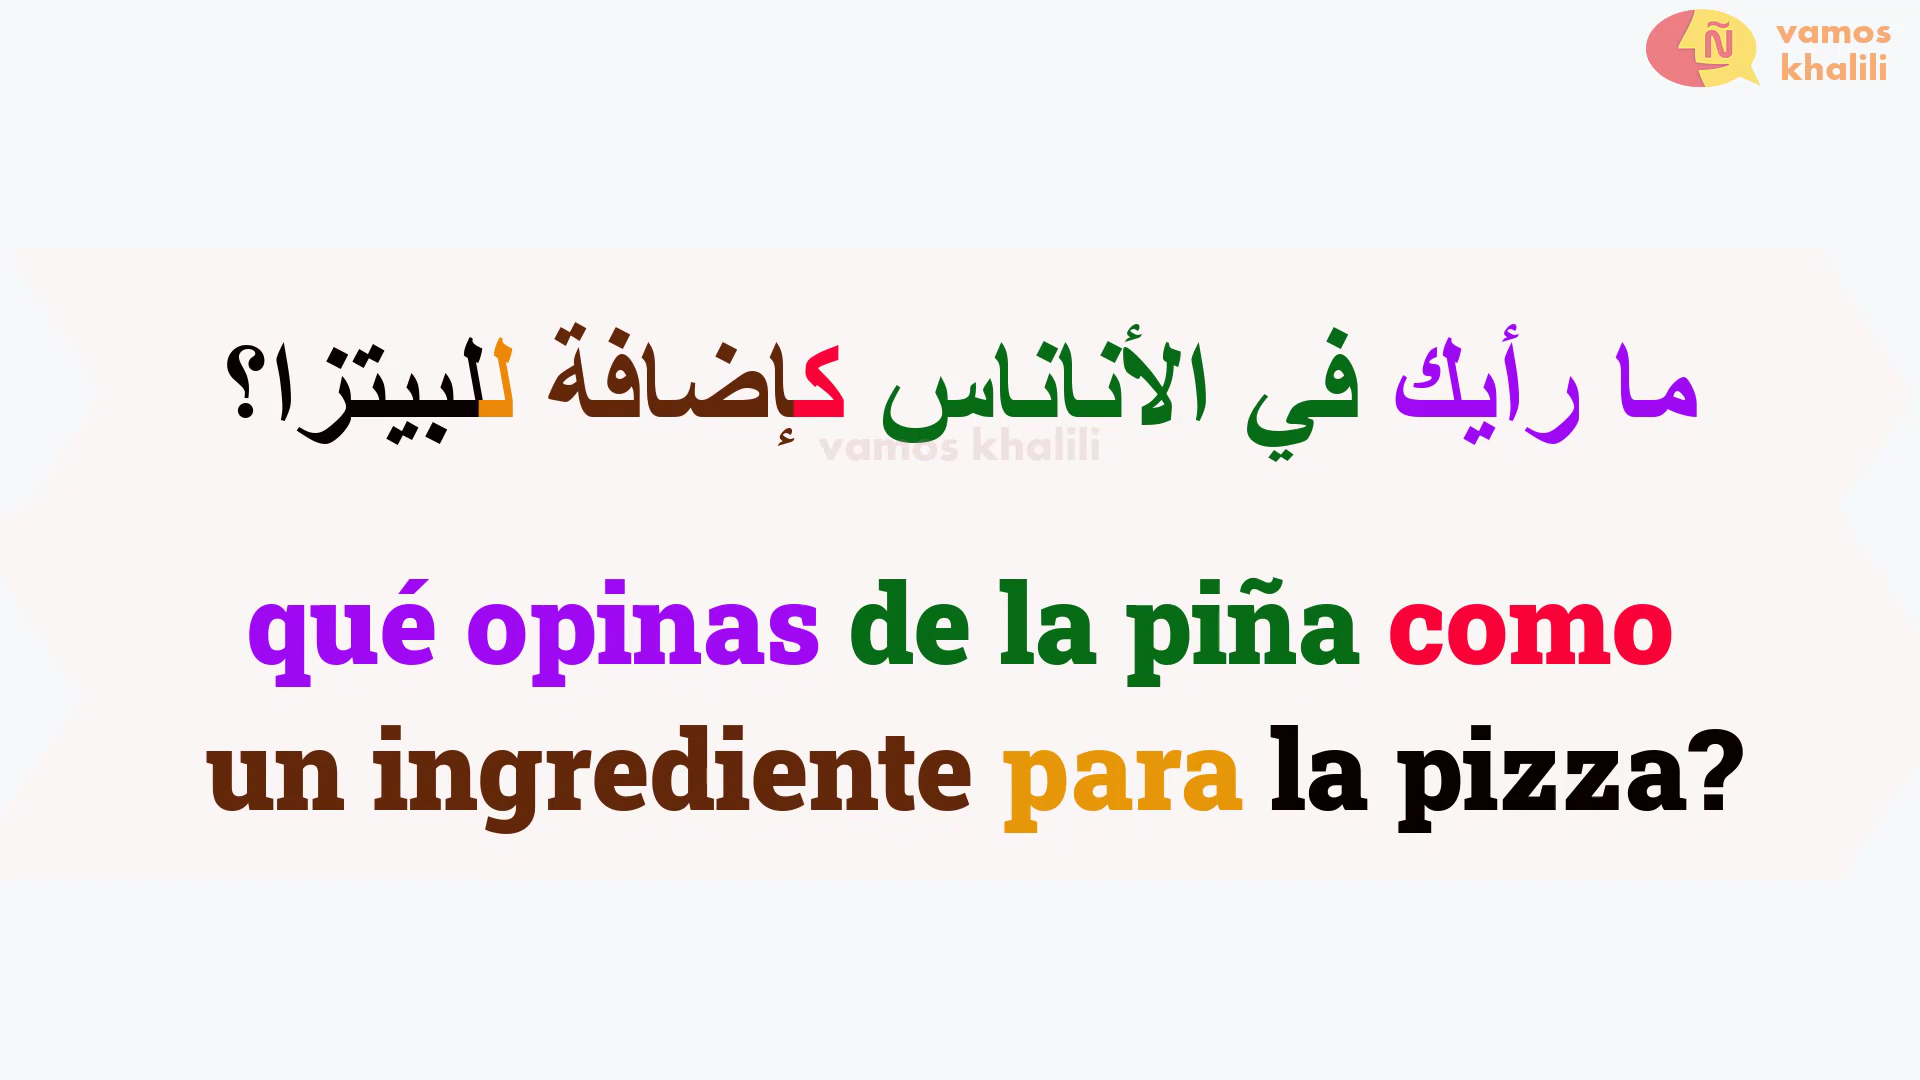 vamos
khalili
ما رأيك في الأناناس كإضافة للبيتزا؟
vamos khalili
qué opinas de la piña como
un ingrediente para la pizza?